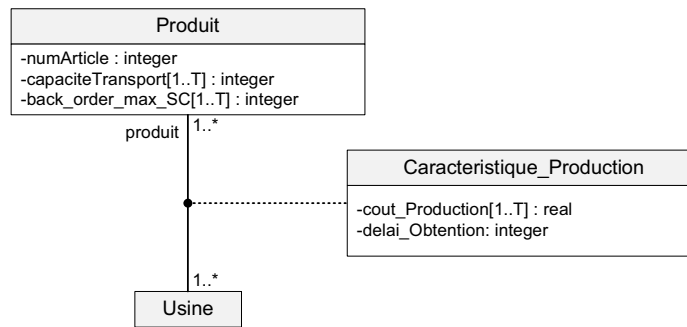 Produit
-numArticle : integer
-capaciteTransport[1..T] : integer
-back_order_max_SC[1..T] : integer
produit
1..*
Caracteristique_Production
-cout_Production[1..T] : real
-delai_Obtention: integer
1..*
Usine